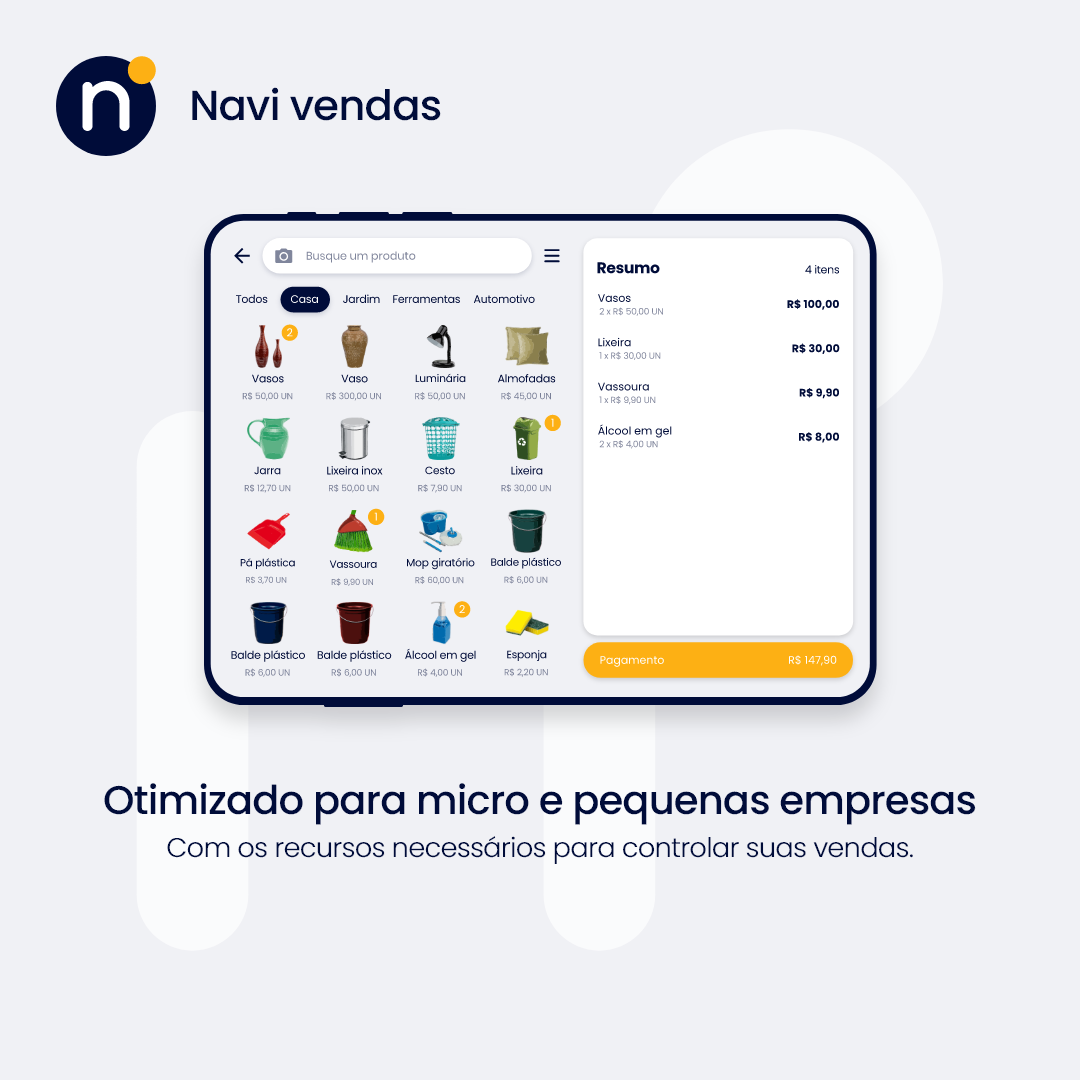 n
Navi vendas
Busque um produto
Todos Casa Jardim Ferramentas Automotivo
2
Vasos Vaso Luminária Almofadas
R$ 50,00 UN R$ 300,00 UN R$ 50,00 UN R$ 45,00 UN
1
Jarra Lixeira inox Cesto Lixeira
R$ 12,70 UN R$ 50,00 UN R$ 7,90 UN R$ 30,00 UN
1
Pá plástica Vassoura Mop giratório Balde plástico
R$ 3,70 UN R$ 9,90 UN R$ 60,00 UN R$ 6,00 UN
2
Balde plástico Balde plástico Álcool em gel Esponja
R$ 6,00 UN R$ 6,00 UN R$ 4,00 UN R$ 2,20 UN
Resumo 4 itens
Vasos R$ 100,00
2 x R$ 50,00 UN
Lixeira R$ 30,00
1 x R$ 30,00 UN
Vassoura R$ 9,90
1 x R$ 9,90 UN
Álcool em gel R$ 8,00
2 x R$ 4,00 UN
Pagamento R$ 147,90
Otimizado para micro e pequenas empresas
Com os recursos necessários para controlar suas vendas.